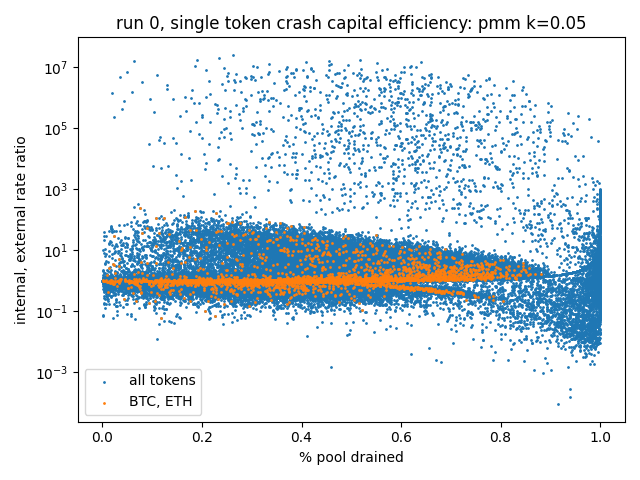 run 0, single token crash capital efficiency: pmm k=0.05
internal, external rate ratio
10^7
10^5
10^3
10^1
10^−1
10^−3
all tokens
BTC, ETH
0.0 0.2 0.4 0.6 0.8 1.0
% pool drained